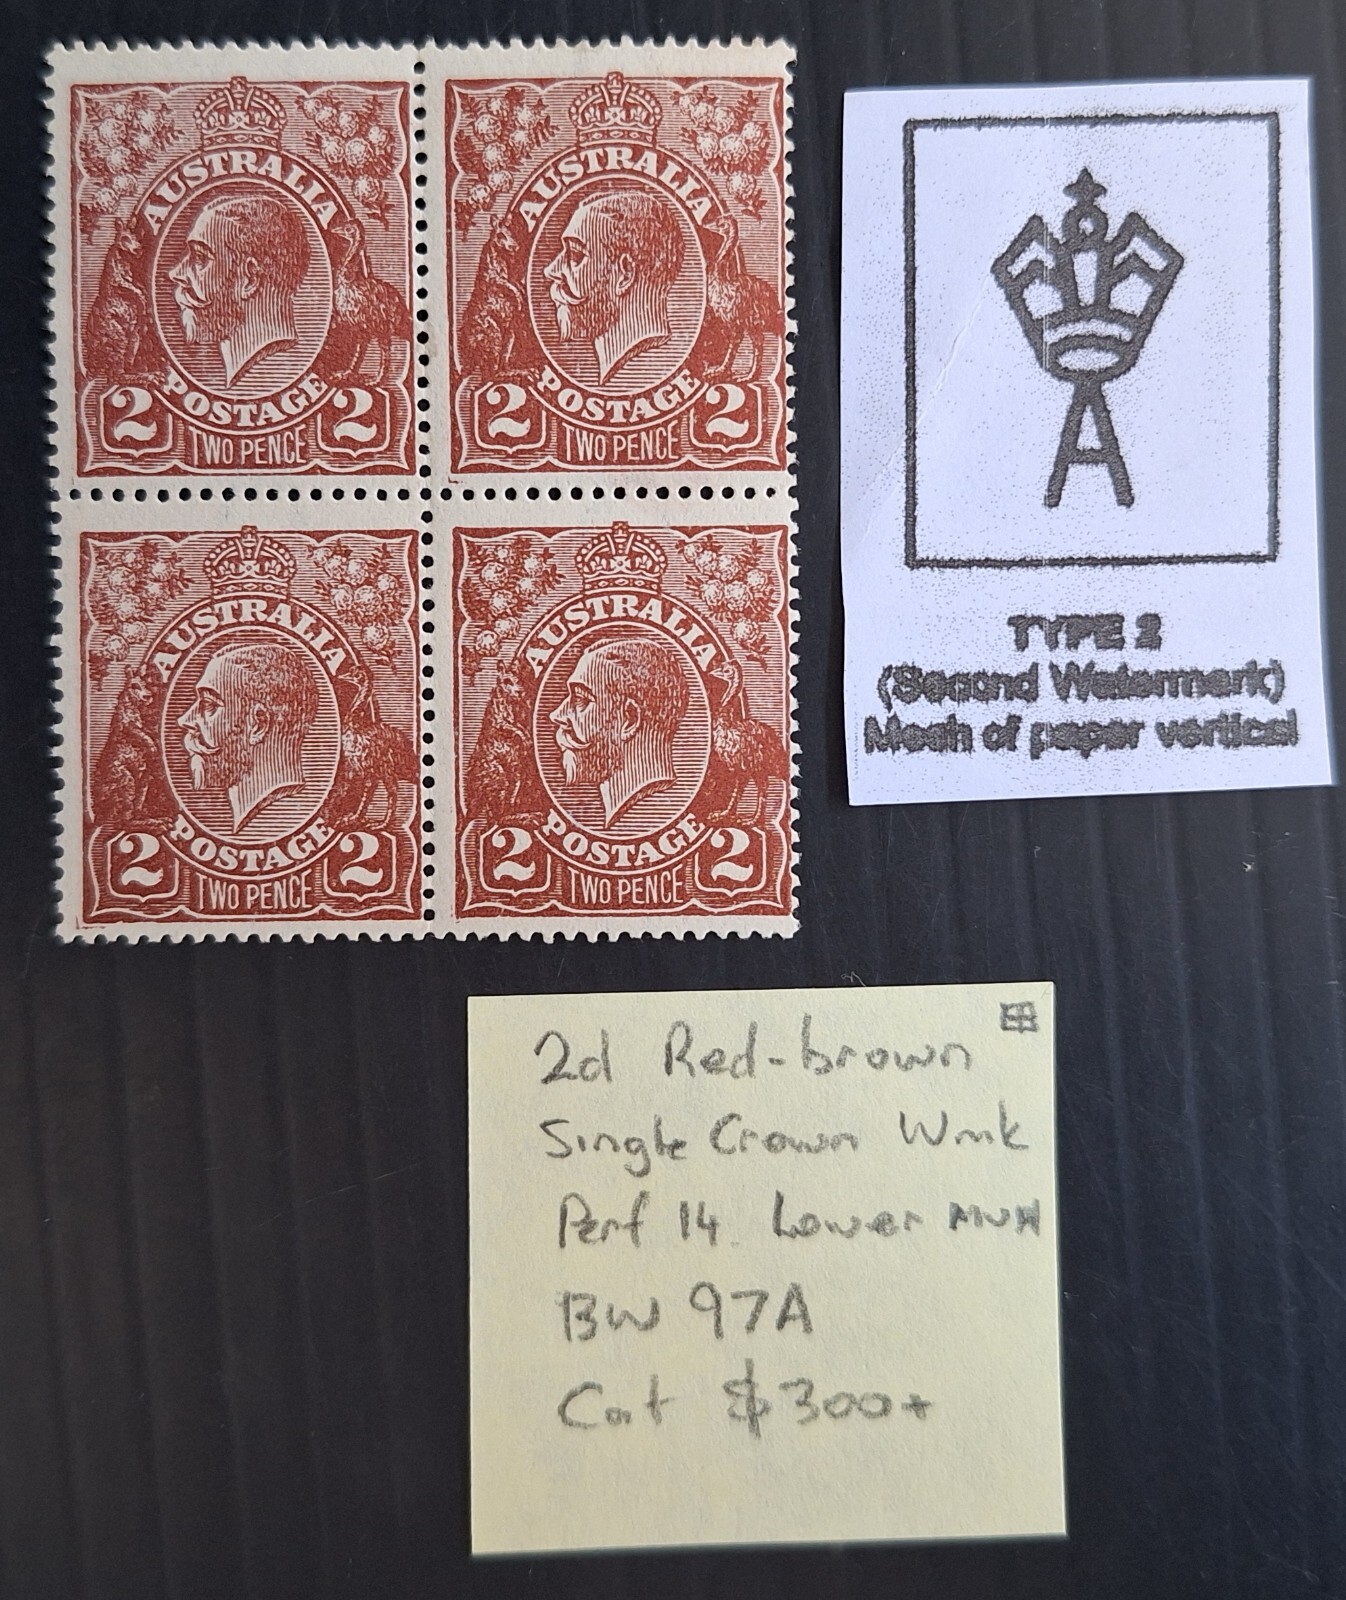 AUSTRALIA
POSTAGE
2 TWO PENCE 2
AUSTRALIA
POSTAGE
2 TWO PENCE 2
AUSTRALIA
POSTAGE
2 TWO PENCE 2
AUSTRALIA
POSTAGE
2 TWO PENCE 2
A
TYPE 2
(Second Watermark)
Mesh of paper vertical
2d Red-brown
Single Crown Wmk
Perf 14. Lower MUH
BW 97A
Cat $300+